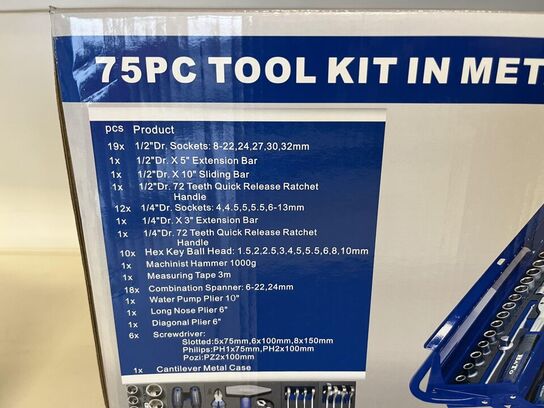 75PC TOOL KIT IN MET
pcs Product
19x 1/2"Dr. Sockets: 8-22,24,27,30,32mm
1x 1/2"Dr. X 5" Extension Bar
1x 1/2"Dr. X 10" Sliding Bar
1x 1/2"Dr. 72 Teeth Quick Release Ratchet
Handle
12x 1/4"Dr. Sockets: 4,4.5,5,5.5,6-13mm
1x 1/4"Dr. X 3" Extension Bar
1x 1/4"Dr. 72 Teeth Quick Release Ratchet
Handle
10x Hex Key Ball Head: 1.5,2,2.5,3,4,5,5.5,6,8,10mm
1x Machinist Hammer 1000g
1x Measuring Tape 3m
18x Combination Spanner: 6-22,24mm
1x Water Pump Plier 10"
1x Long Nose Plier 6"
1x Diagonal Plier 6"
6x Screwdriver:
Slotted:5x75mm,6x100mm,8x150mm
Philips:PH1x75mm,PH2x100mm
Pozi:PZ2x100mm
1x Cantilever Metal Case